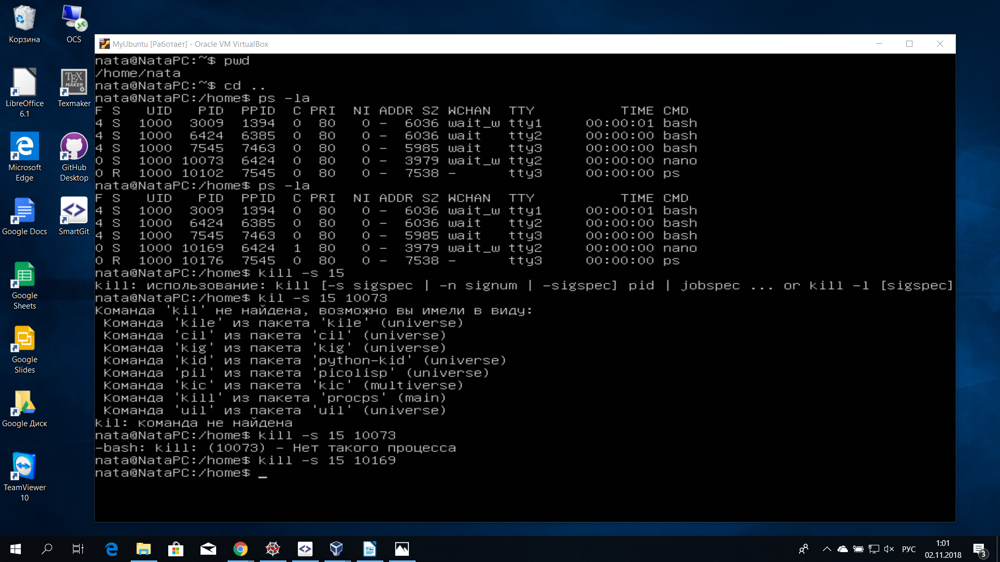 Корзина
OCS
LibreOffice
6.1
Texmaker
TEX
MAKER
Microsoft
Edge
GitHub
Desktop
Google Docs
SmartGit
Google
Sheets
Google
Slides
Google Диск
TeamViewer
10
MyUbuntu [Работает] - Oracle VM VirtualBox
nata@NataPC:~$ pwd
/home/nata
nata@NataPC:~$ cd ..
nata@NataPC:/home$ ps -la
F S   UID   PID  PPID  C PRI  NI ADDR SZ WCHAN  TTY          TIME CMD
4 S  1000  3009  1394  0  80   0 -  6036 wait_w tty1     00:00:01 bash
4 S  1000  6424  6385  0  80   0 -  6036 wait   tty2     00:00:00 bash
4 S  1000  7545  7463  0  80   0 -  5985 wait   tty3     00:00:00 bash
0 S  1000 10073  6424  0  80   0 -  3979 wait_w tty2     00:00:00 nano
0 R  1000 10102  7545  0  80   0 -  7538 -      tty3     00:00:00 ps
nata@NataPC:/home$ ps -la
F S   UID   PID  PPID  C PRI  NI ADDR SZ WCHAN  TTY          TIME CMD
4 S  1000  3009  1394  0  80   0 -  6036 wait_w tty1     00:00:01 bash
4 S  1000  6424  6385  0  80   0 -  6036 wait   tty2     00:00:00 bash
4 S  1000  7545  7463  0  80   0 -  5985 wait   tty3     00:00:00 bash
0 S  1000 10169  6424  1  80   0 -  3979 wait_w tty2     00:00:00 nano
0 R  1000 10176  7545  0  80   0 -  7538 -      tty3     00:00:00 ps
nata@NataPC:/home$ kill -s 15
kill: использование: kill [-s sigspec | -n signum | -sigspec] pid | jobspec ... or kill -l [sigspec]
nata@NataPC:/home$ kil -s 15 10073
Команда 'kil' не найдена, возможно вы имели в виду:
 Команда 'kile' из пакета 'kile' (universe)
 Команда 'cil' из пакета 'cil' (universe)
 Команда 'kig' из пакета 'kig' (universe)
 Команда 'kid' из пакета 'python-kid' (universe)
 Команда 'pil' из пакета 'picolisp' (universe)
 Команда 'kic' из пакета 'kic' (multiverse)
 Команда 'kill' из пакета 'procps' (main)
 Команда 'uil' из пакета 'uil' (universe)
kil: команда не найдена
nata@NataPC:/home$ kill -s 15 10073
-bash: kill: (10073) - Нет такого процесса
nata@NataPC:/home$ kill -s 15 10169
nata@NataPC:/home$ _
РУС
1:01
02.11.2018
3